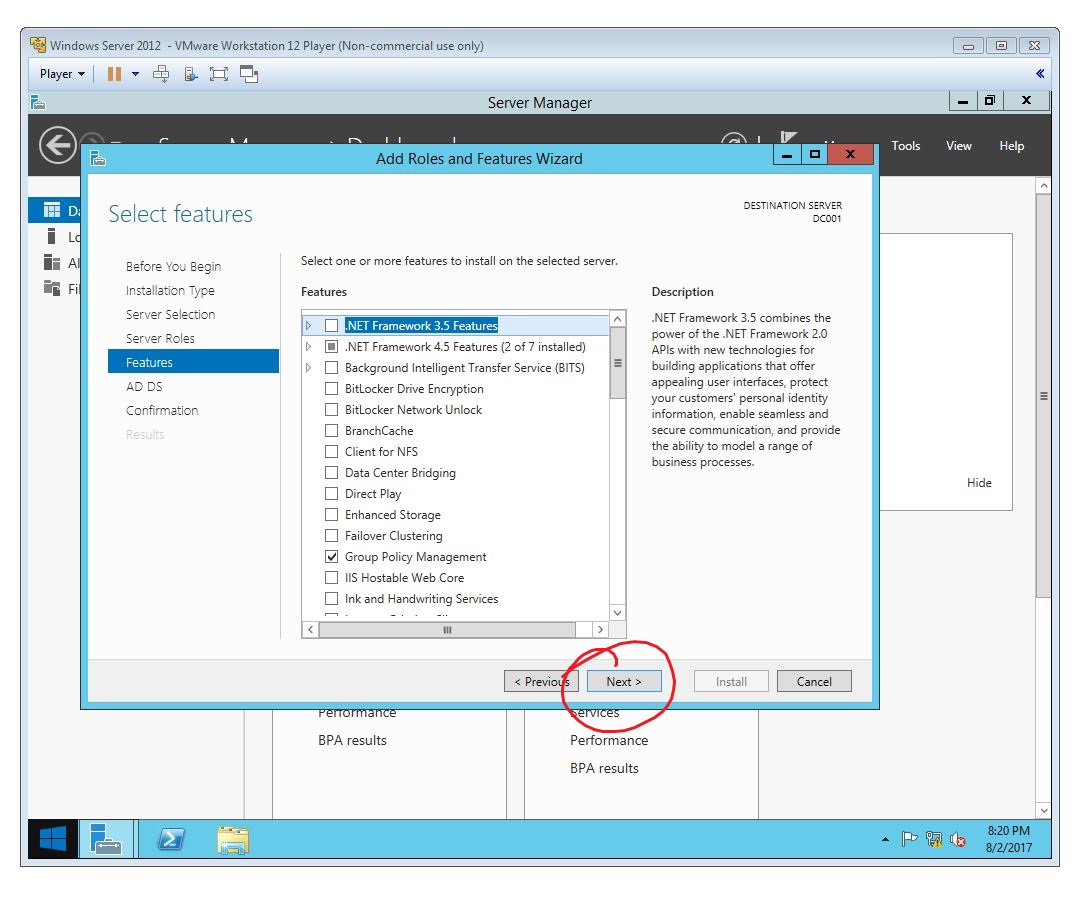 Windows Server 2012 - VMware Workstation 12 Player (Non-commercial use only)
Player
Server Manager
Tools View Help
Add Roles and Features Wizard
Select features
DESTINATION SERVER
DC001
Before You Begin
Installation Type
Server Selection
Server Roles
Features
AD DS
Confirmation
Results
Select one or more features to install on the selected server.
Features
.NET Framework 3.5 Features
.NET Framework 4.5 Features (2 of 7 installed)
Background Intelligent Transfer Service (BITS)
BitLocker Drive Encryption
BitLocker Network Unlock
BranchCache
Client for NFS
Data Center Bridging
Direct Play
Enhanced Storage
Failover Clustering
Group Policy Management
IIS Hostable Web Core
Ink and Handwriting Services
Description
.NET Framework 3.5 combines the
power of the .NET Framework 2.0
APIs with new technologies for
building applications that offer
appealing user interfaces, protect
your customers' personal identity
information, enable seamless and
secure communication, and provide
the ability to model a range of
business processes.
Hide
< Previous Next > Install Cancel
Performance
BPA results
Services
Performance
BPA results
8:20 PM
8/2/2017